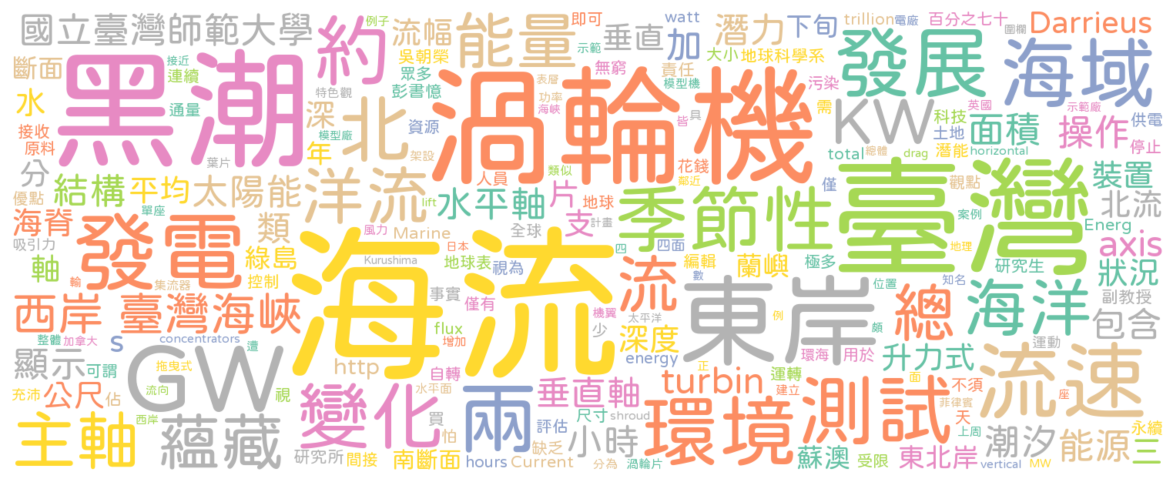 國立臺灣師範大學
約
流幅
吳朝榮
能量
示範
即可
垂直
無窮
加
潛力
大小
下旬
地球科學系
責任
trillion
電廠
百分之七十
圍欄
Darrieus
發展
海域
斷面
接近
連續
例子
眾多
彭書憶
表層
功率
海峽
模型機
污染
英國
示範廠
水
通量
特色觀
深
北
資源
渦輪機
皆
具
需
KW
科技
土地
面積
操作
供電
停止
黑潮
接收
原料
模型廠
年
架設
人員
類似
花錢
鄰近
total
總體
潛能
drag
horizontal
葉片
分
結構
優點
單座
平均
太陽能
lift
水平軸
片
地球
僅
觀點
案例
裝置
海脊
洋流
支
計畫
季節性
臺灣
北流
Energ
吸引力
發電
類
風力
Marine
全球
四
四面
地理
axis
軸
輸
集流器
綠島
控制
Kurushima
日本
地球表
視為
編輯
數
蘭嶼
極多
位置
知名
研究生
狀況
西岸
臺灣海峽
海流
事實
僅有
流
機翼
少
太平洋
東岸
例
頗
總
海洋
副教授
包含
整體
加拿大
concentrators
遣
s
flux
增加
深度
環海
用於
運動
顯示
可謂
GW
http
自轉
energy
正
運轉
升力式
充沛
公尺
拖曳式
流向
佔
視
變化
水平面
買
兩
垂直軸
turbin
建立
測試
不須
菲律賓
面
座
流速
主軸
西岸
蘊藏
怕
評估
尺寸
shroud
環境
天
上周
永續
研究所
間接
南斷面
缺乏
分為
hours
Current
小時
渦輪片
蘇澳
受限
東北岸
vertical
潮汐
MW
能源
三